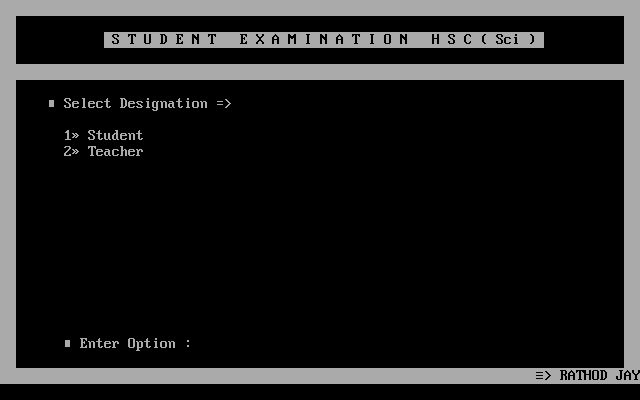 S T U D E N T   E X A M I N A T I O N   H S C ( Sci )
■ Select Designation =>
1» Student
2» Teacher
■ Enter Option :
≡> RATHOD JAY